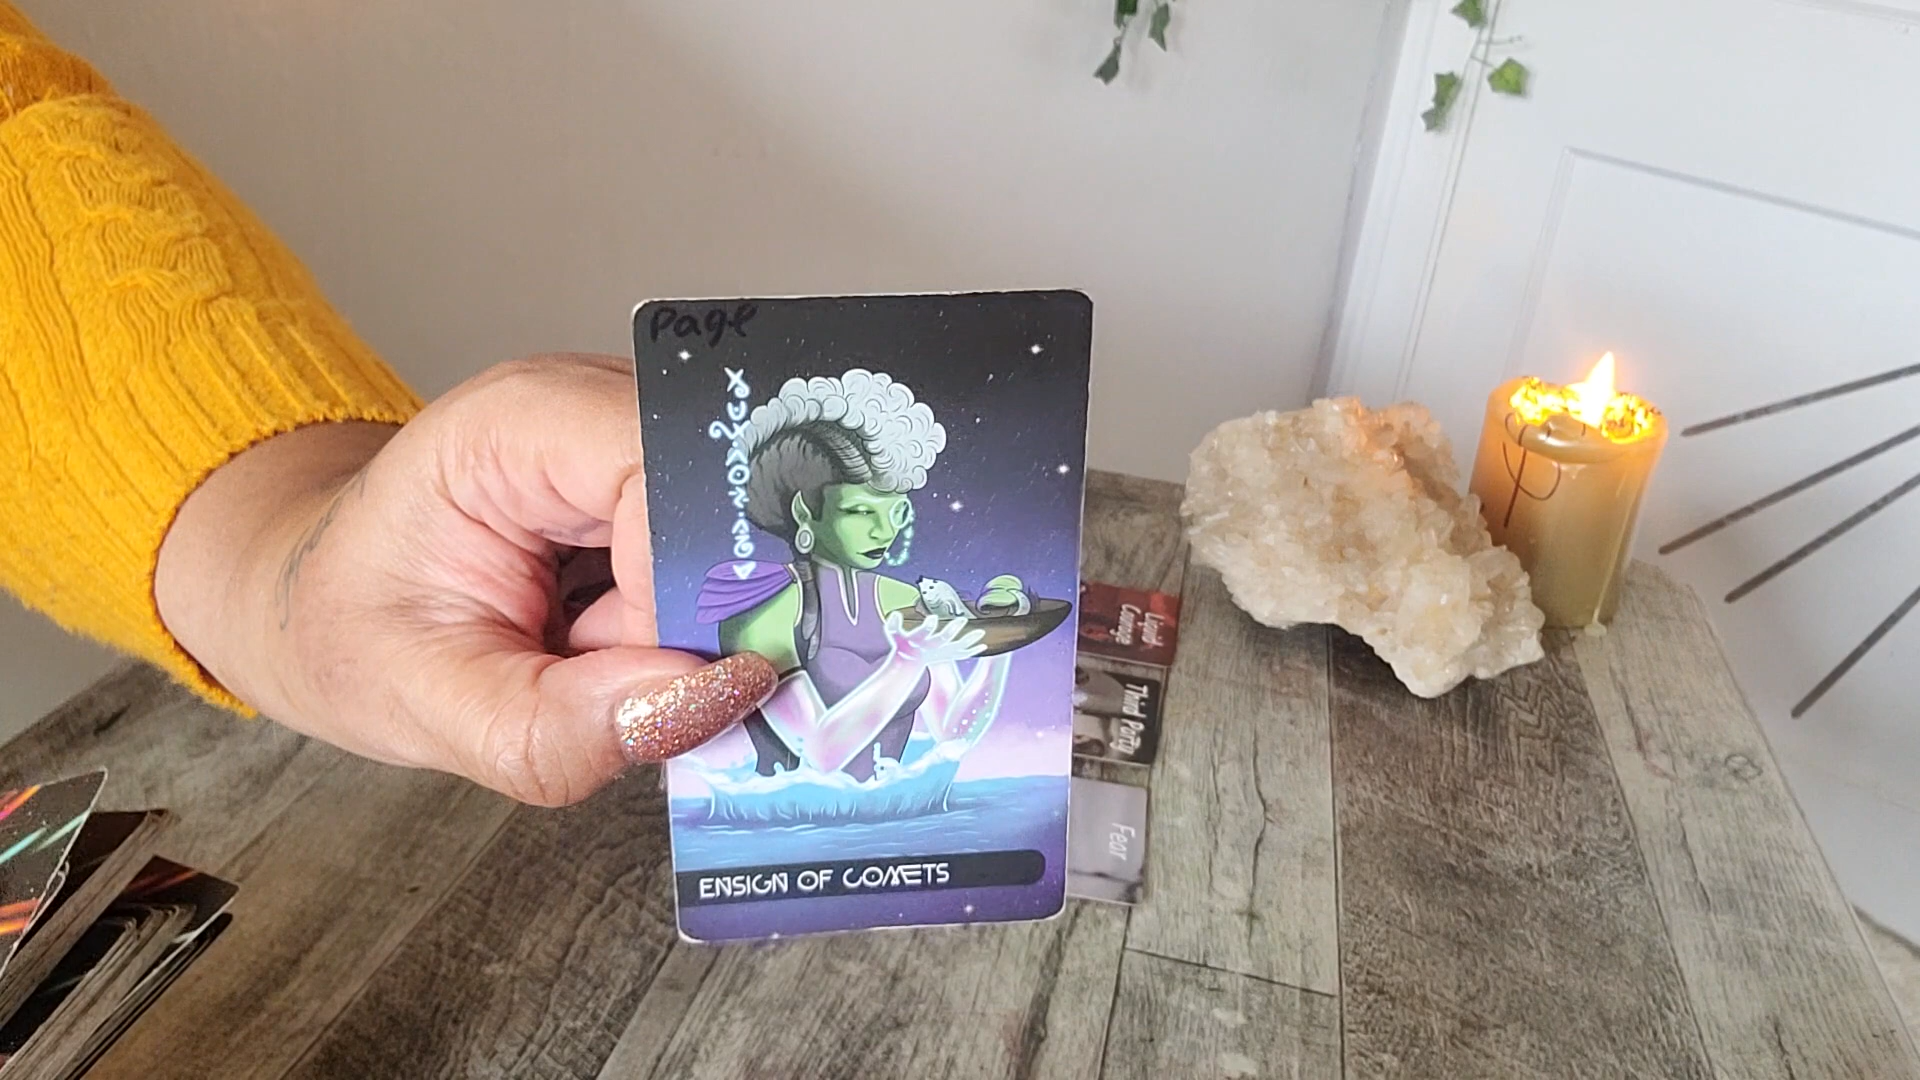 Page
ENSIGN OF COMETS
Liquid
Courage
Third Party
Fear